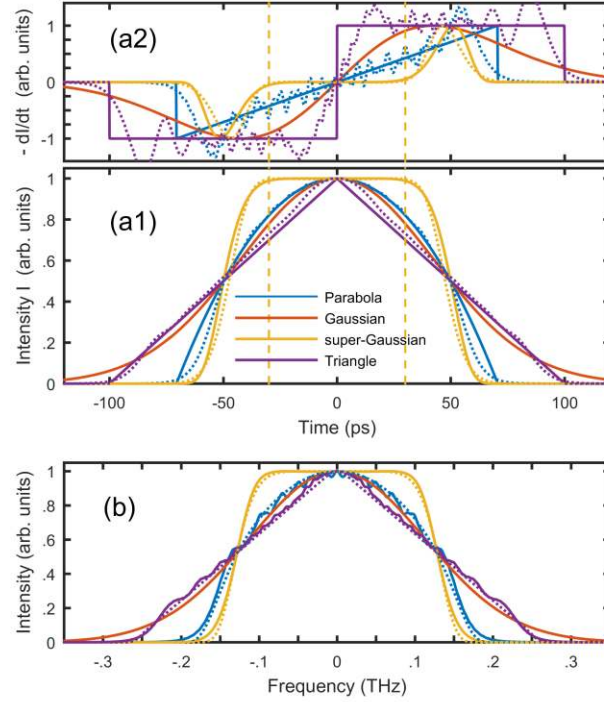 (a2)
- dI/dt (arb. units)
1
0
-1
(a1)
Intensity I (arb. units)
1
.8
.6
.4
.2
0
Parabola
Gaussian
super-Gaussian
Triangle
-100 -50 0 50 100
Time (ps)
(b)
Intensity (arb. units)
1
.8
.6
.4
.2
0
-.3 -.2 -.1 0 .1 .2 .3
Frequency (THz)